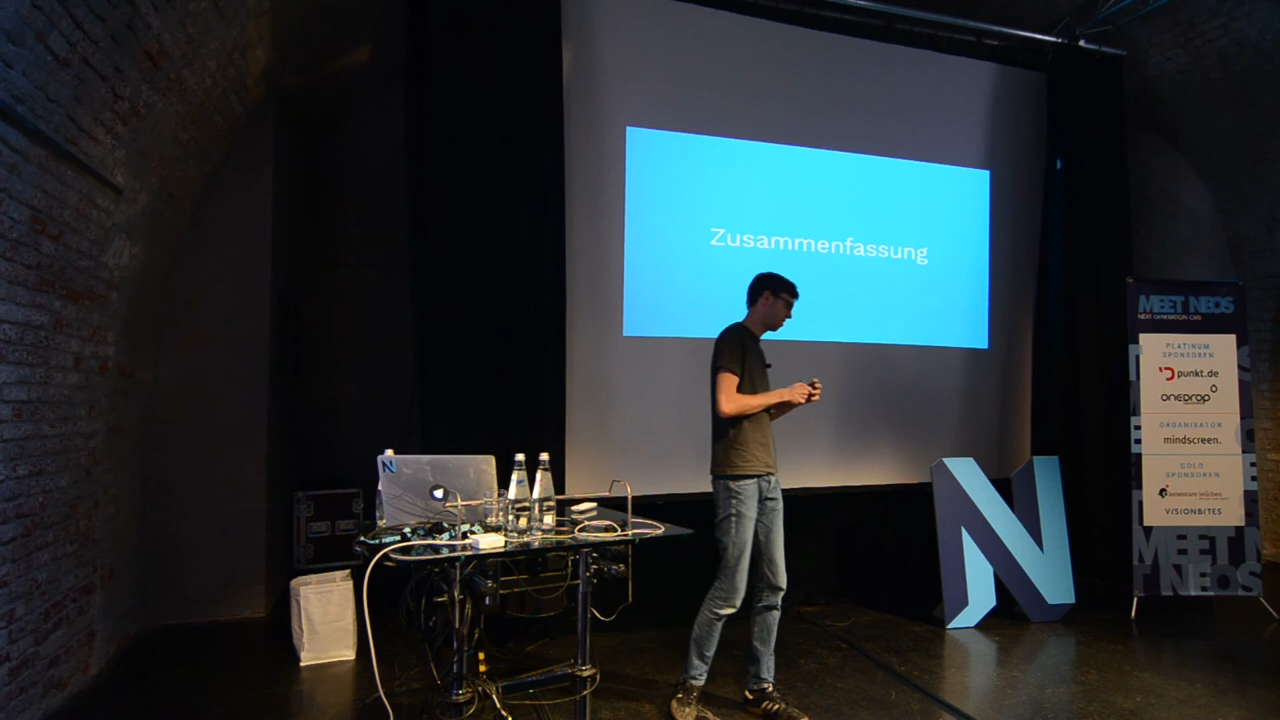 Zusammenfassung
MEET NEOS
NEXT GENERATION CMS
PLATINUM
SPONSOREN
punkt.de
onedrop
ORGANISATOR
mindscreen.
GOLD
SPONSOREN
VISIONBITES
MEET N
T NEOS
N
N